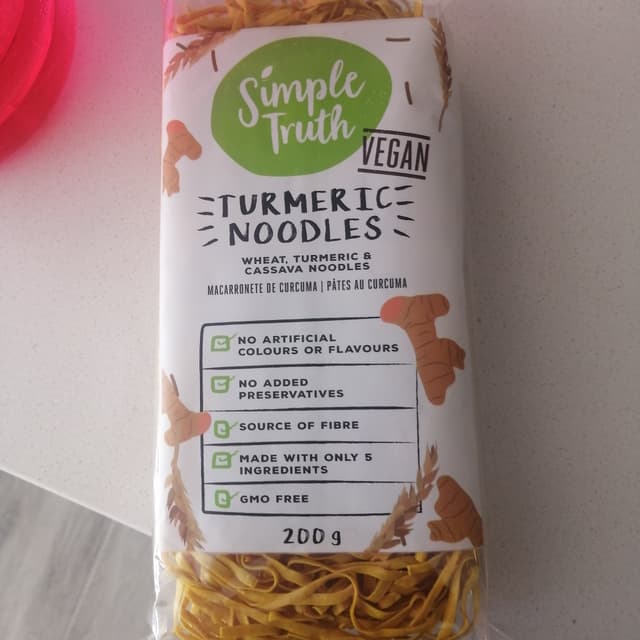 Simple
Truth
VEGAN
TURMERIC
NOODLES
WHEAT, TURMERIC &
CASSAVA NOODLES
MACARRONETE DE CURCUMA | PÂTES AU CURCUMA
NO ARTIFICIAL
COLOURS OR FLAVOURS
NO ADDED
PRESERVATIVES
SOURCE OF FIBRE
MADE WITH ONLY 5
INGREDIENTS
GMO FREE
200g